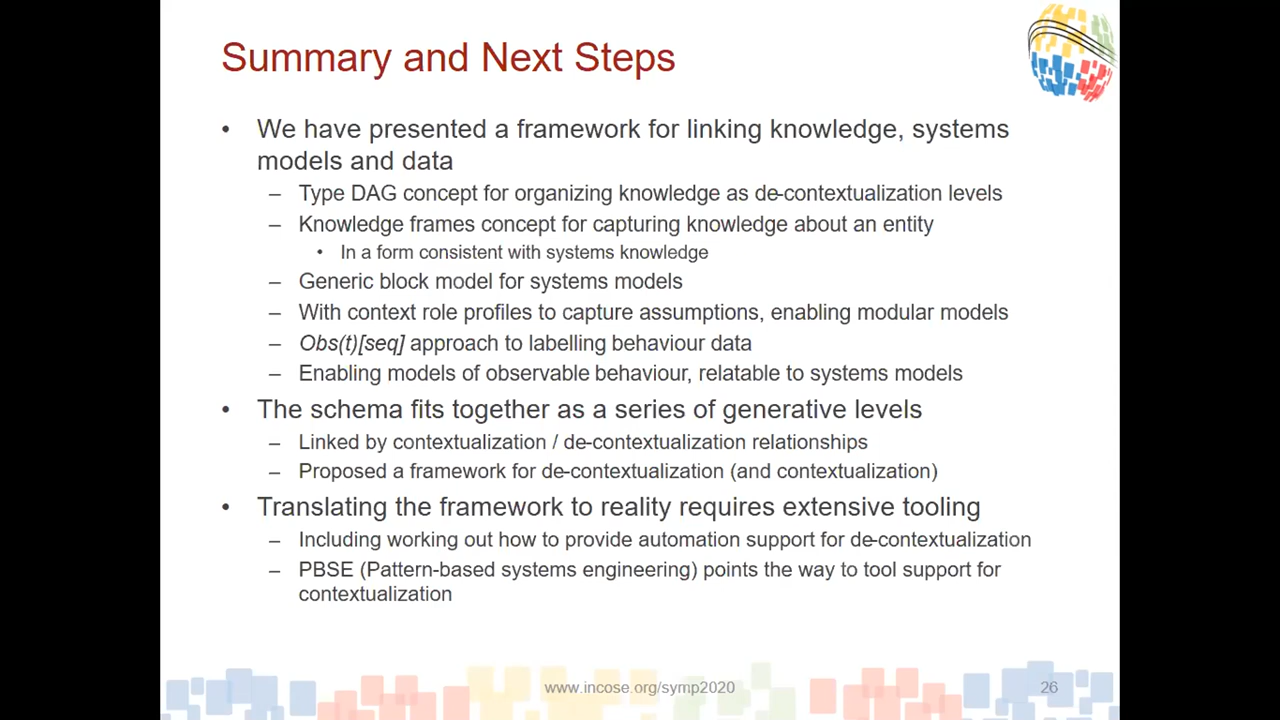 Summary and Next Steps
• We have presented a framework for linking knowledge, systems
models and data
– Type DAG concept for organizing knowledge as de-contextualization levels
– Knowledge frames concept for capturing knowledge about an entity
• In a form consistent with systems knowledge
– Generic block model for systems models
– With context role profiles to capture assumptions, enabling modular models
– Obs(t)[seq] approach to labelling behaviour data
– Enabling models of observable behaviour, relatable to systems models
• The schema fits together as a series of generative levels
– Linked by contextualization / de-contextualization relationships
– Proposed a framework for de-contextualization (and contextualization)
• Translating the framework to reality requires extensive tooling
– Including working out how to provide automation support for de-contextualization
– PBSE (Pattern-based systems engineering) points the way to tool support for
contextualization
www.incose.org/symp2020
26